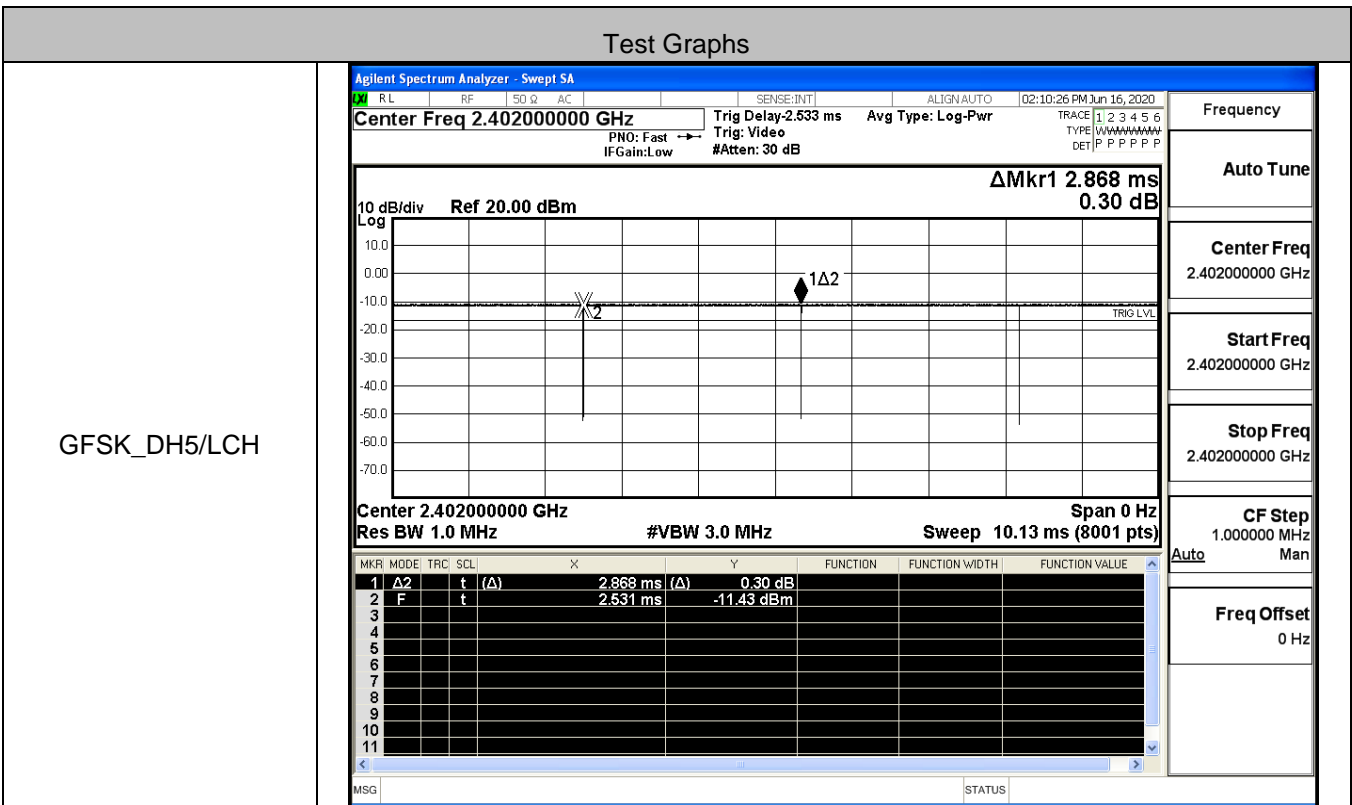 Test Graphs
GFSK_DH5/LCH
Agilent Spectrum Analyzer - Swept SA
LXI RL RF 50 Ω AC SENSE:INT ALIGN AUTO 02:10:26 PM Jun 16, 2020
Center Freq 2.402000000 GHz
PNO: Fast
IFGain:Low
Trig Delay-2.533 ms
Trig: Video
#Atten: 30 dB
Avg Type: Log-Pwr
TRACE 1 2 3 4 5 6
TYPE WWWWWW
DET P P P P P P
ΔMkr1 2.868 ms
0.30 dB
10 dB/div Ref 20.00 dBm
Log
10.0
0.00
-10.0
-20.0
-30.0
-40.0
-50.0
-60.0
-70.0
1Δ2
2
TRIG LVL
Center 2.402000000 GHz Span 0 Hz
Res BW 1.0 MHz #VBW 3.0 MHz Sweep 10.13 ms (8001 pts)
MKR MODE TRC SCL X Y FUNCTION FUNCTION WIDTH FUNCTION VALUE
1 Δ2 t (Δ) 2.868 ms (Δ) 0.30 dB
2 F t 2.531 ms -11.43 dBm
3
4
5
6
7
8
9
10
11
MSG STATUS
Frequency
Auto Tune
Center Freq
2.402000000 GHz
Start Freq
2.402000000 GHz
Stop Freq
2.402000000 GHz
CF Step
1.000000 MHz
Auto Man
Freq Offset
0 Hz